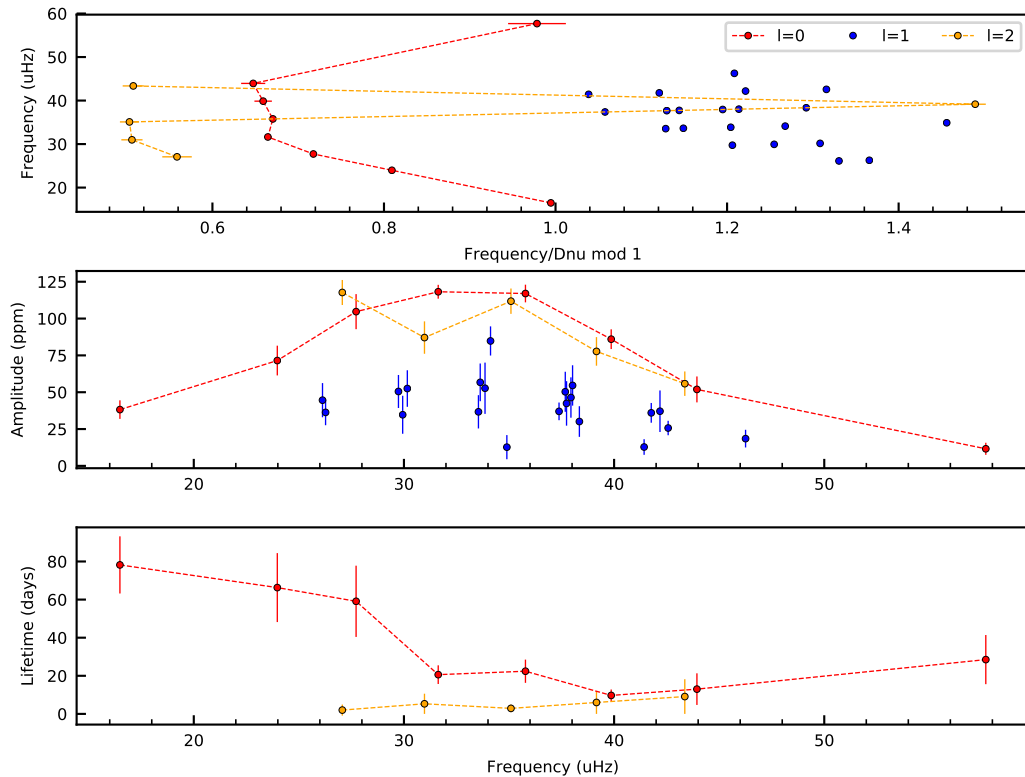 60
50
40
30
20
Frequency (uHz)
l=0 l=1 l=2
0.6 0.8 1.0 1.2 1.4
Frequency/Dnu mod 1
125
100
75
50
25
0
Amplitude (ppm)
20 30 40 50
80
60
40
20
0
Lifetime (days)
20 30 40 50
Frequency (uHz)